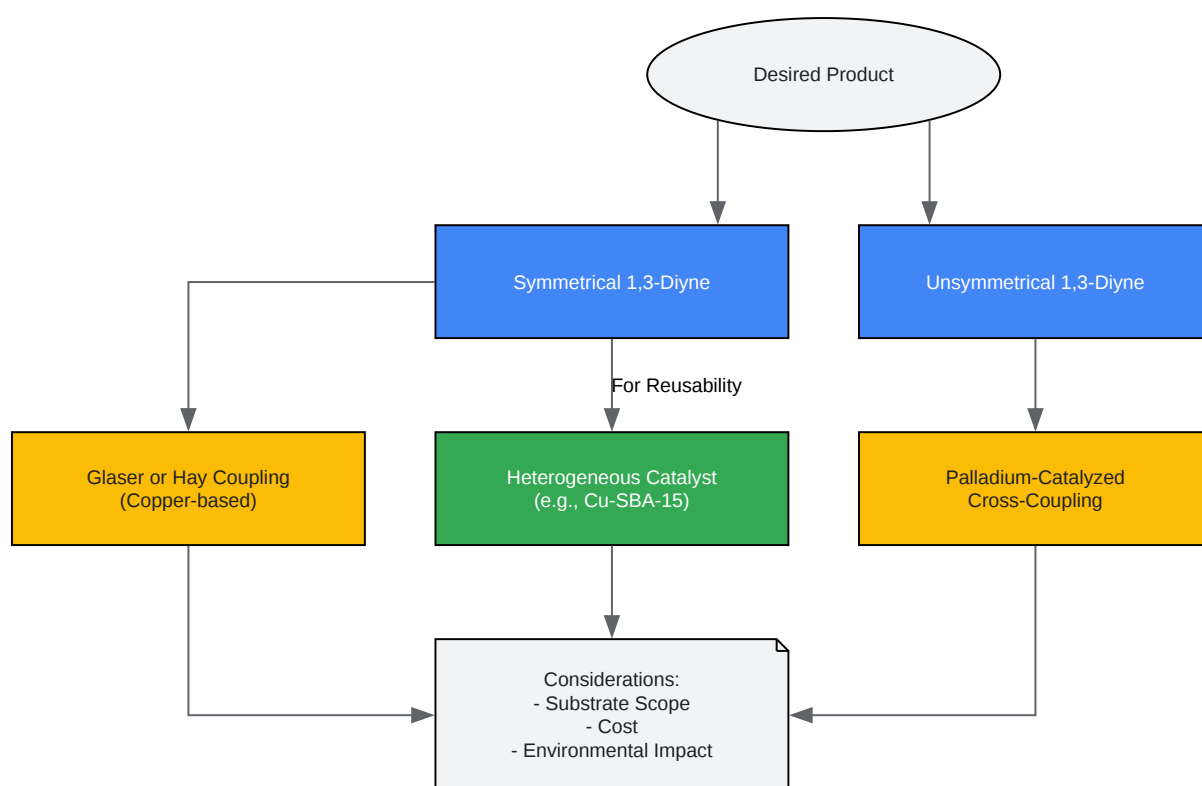 Desired Product
Symmetrical 1,3-Diyne
Unsymmetrical 1,3-Diyne
For Reusability
Glaser or Hay Coupling
(Copper-based)
Heterogeneous Catalyst
(e.g., Cu-SBA-15)
Palladium-Catalyzed
Cross-Coupling
Considerations:
- Substrate Scope
- Cost
- Environmental Impact